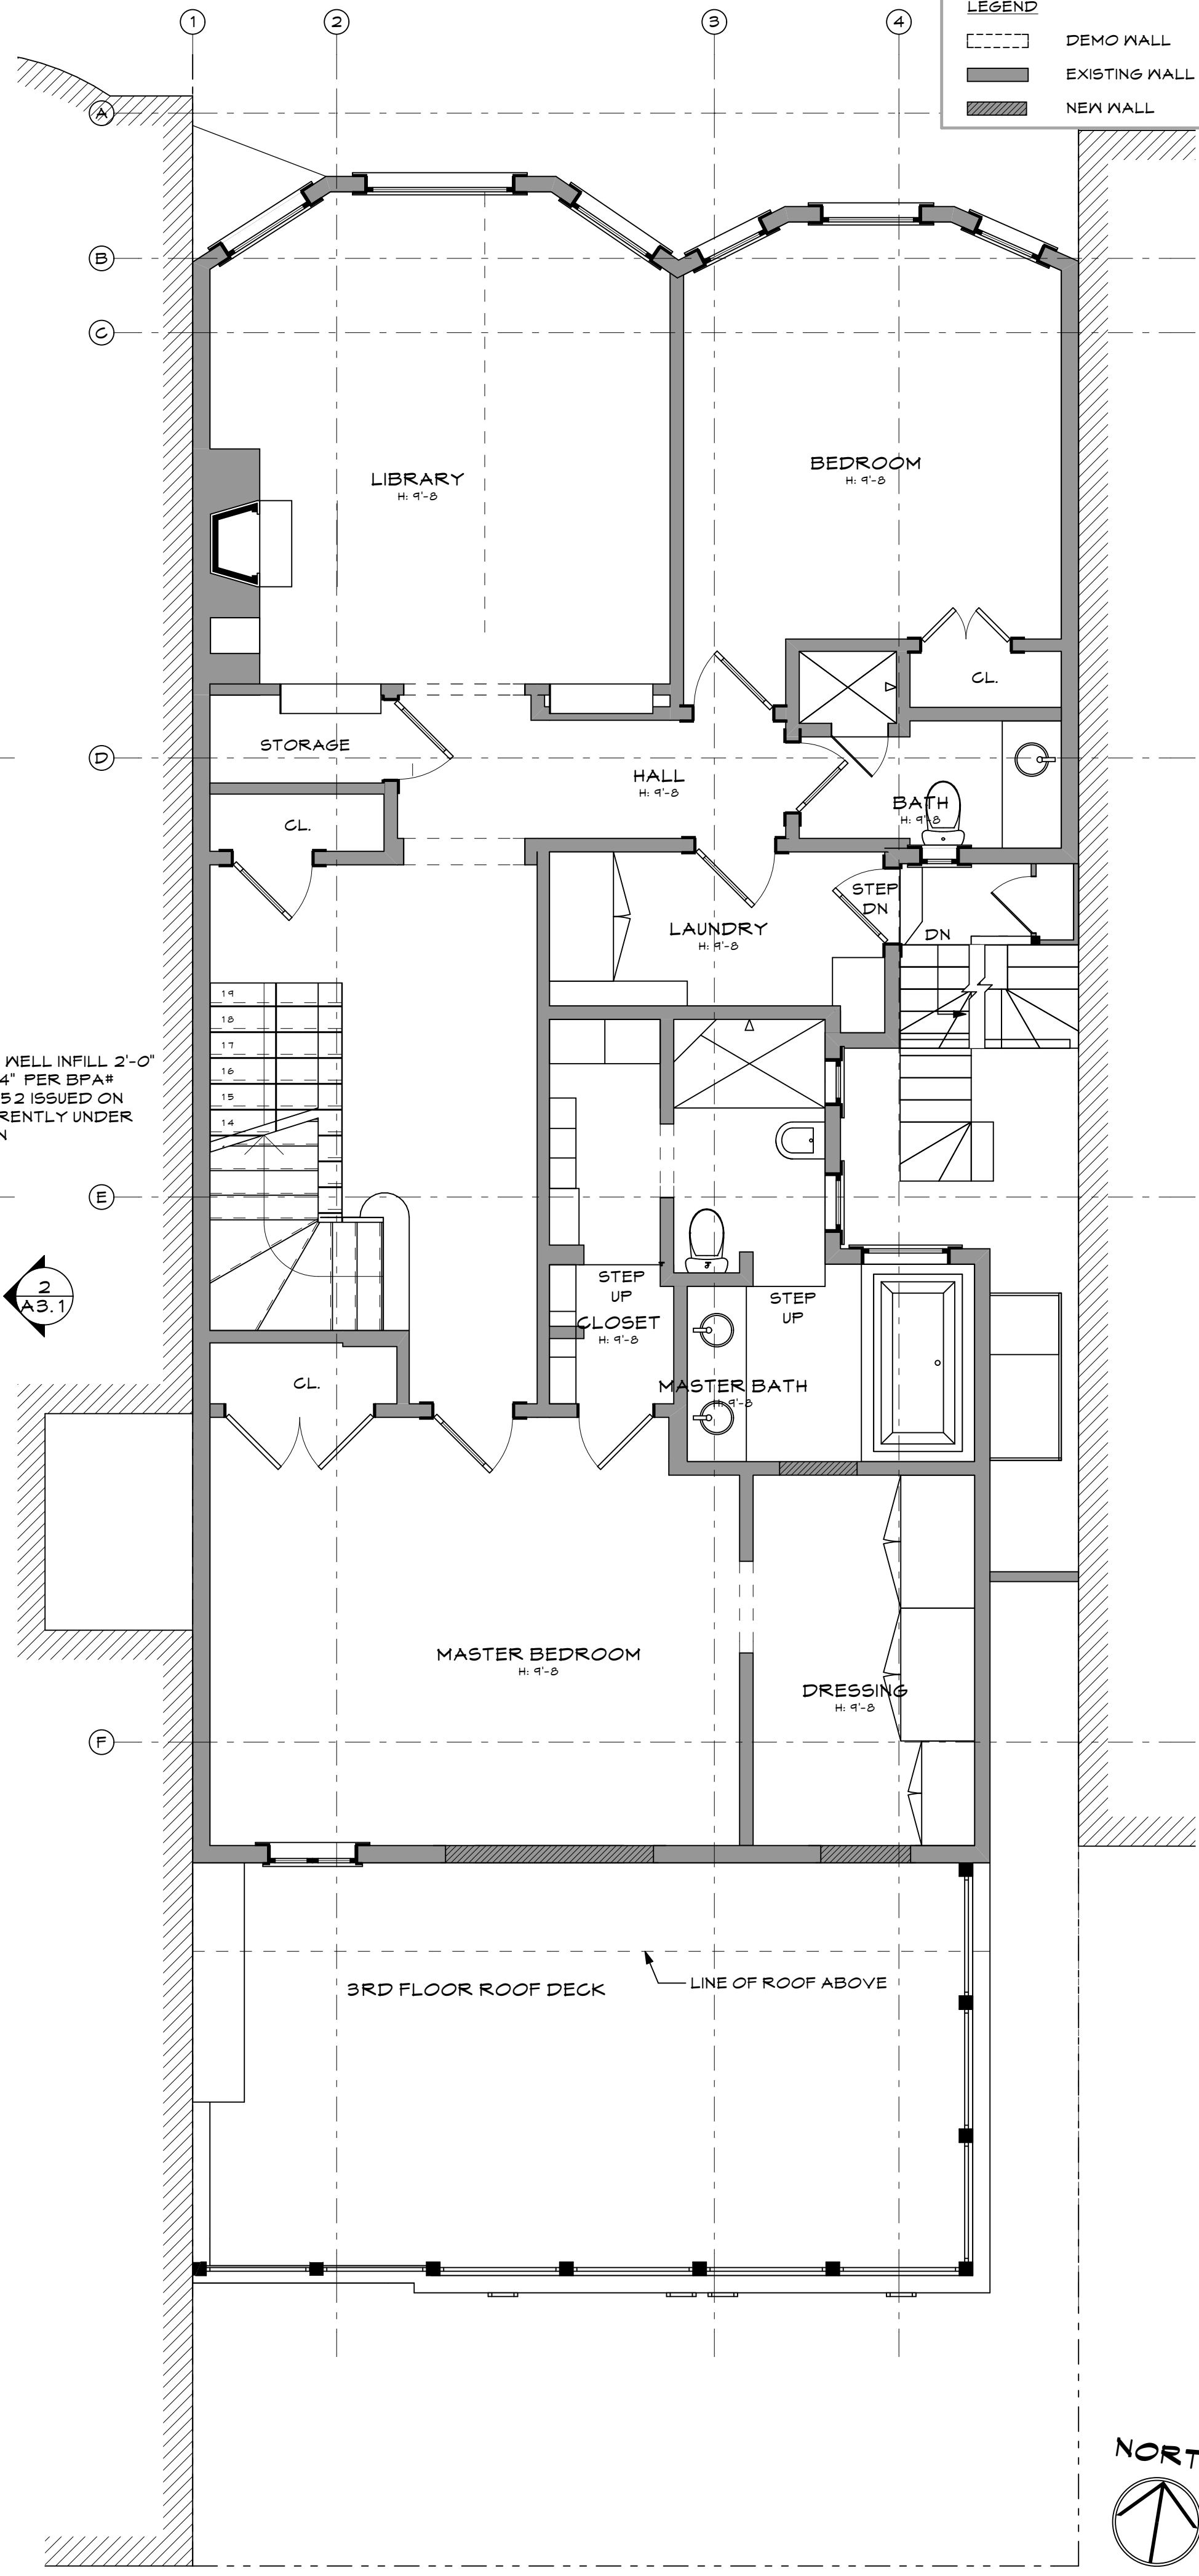 LEGEND
DEMO WALL
EXISTING WALL
NEW WALL
1
2
3
4
A
B
C
LIBRARY
H: 9'-8
BEDROOM
H: 9'-8
CL.
STORAGE
D
HALL
H: 9'-8
BATH
H: 9'-8
CL.
STEP
DN
LAUNDRY
H: 9'-8
DN
19
18
17
16
15
14
WELL INFILL 2'-0"
4" PER BPA#
52 ISSUED ON
RENTLY UNDER
N
E
2
A3.1
STEP
UP
CLOSET
H: 9'-8
STEP
UP
CL.
MASTER BATH
H: 9'-8
MASTER BEDROOM
H: 9'-8
DRESSING
H: 9'-8
F
3RD FLOOR ROOF DECK
LINE OF ROOF ABOVE
NORT